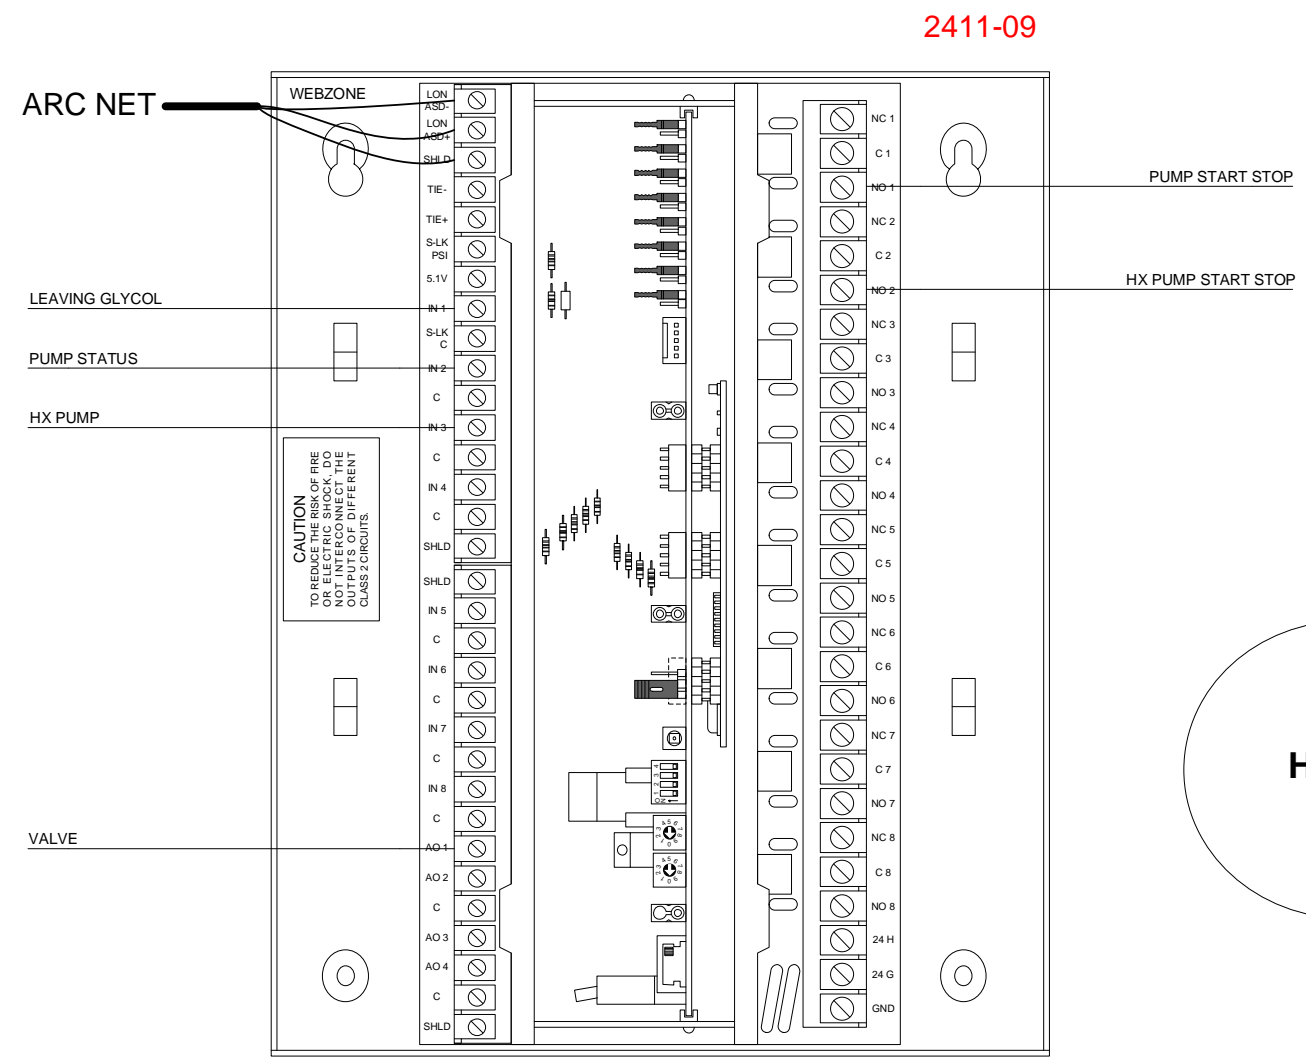 2411-09
ARC NET
WEBZONE
LON
ASD-
LON
ASD+
SHLD
TIE-
TIE+
S-LK
PSI
5.1V
LEAVING GLYCOL
IN 1
S-LK
C
PUMP STATUS
IN 2
C
HX PUMP
IN 3
C
IN 4
C
SHLD
SHLD
IN 5
C
IN 6
C
IN 7
C
IN 8
C
VALVE
AO 1
AO 2
C
AO 3
AO 4
C
SHLD
CAUTION
TO REDUCE THE RISK OF FIRE
OR ELECTRIC SHOCK, DO
NOT INTERCONNECT THE
OUTPUTS OF DIFFERENT
CLASS 2 CIRCUITS.
NC 1
C 1
NO 1
PUMP START STOP
NC 2
C 2
NO 2
HX PUMP START STOP
NC 3
C 3
NO 3
NC 4
C 4
NO 4
NC 5
C 5
NO 5
NC 6
C 6
NO 6
NC 7
C 7
NO 7
NC 8
C 8
NO 8
24 H
24 G
GND
H
1 2 3 4
ON